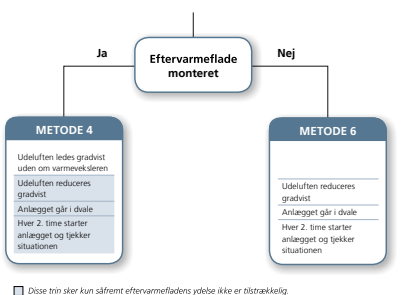 Ja
Eftervarmeflade
monteret
Nej
METODE 4
Udeluften ledes gradvist
uden om varmeveksleren
Udeluften reduceres
gradvist
Anlægget går i dvale
Hver 2. time starter
anlægget og tjekker
situationen
METODE 6
Udeluften reduceres
gradvist
Anlægget går i dvale
Hver 2. time starter
anlægget og tjekker
situationen
Disse trin sker kun såfremt eftervarmefladens ydelse ikke er tilstrækkelig.